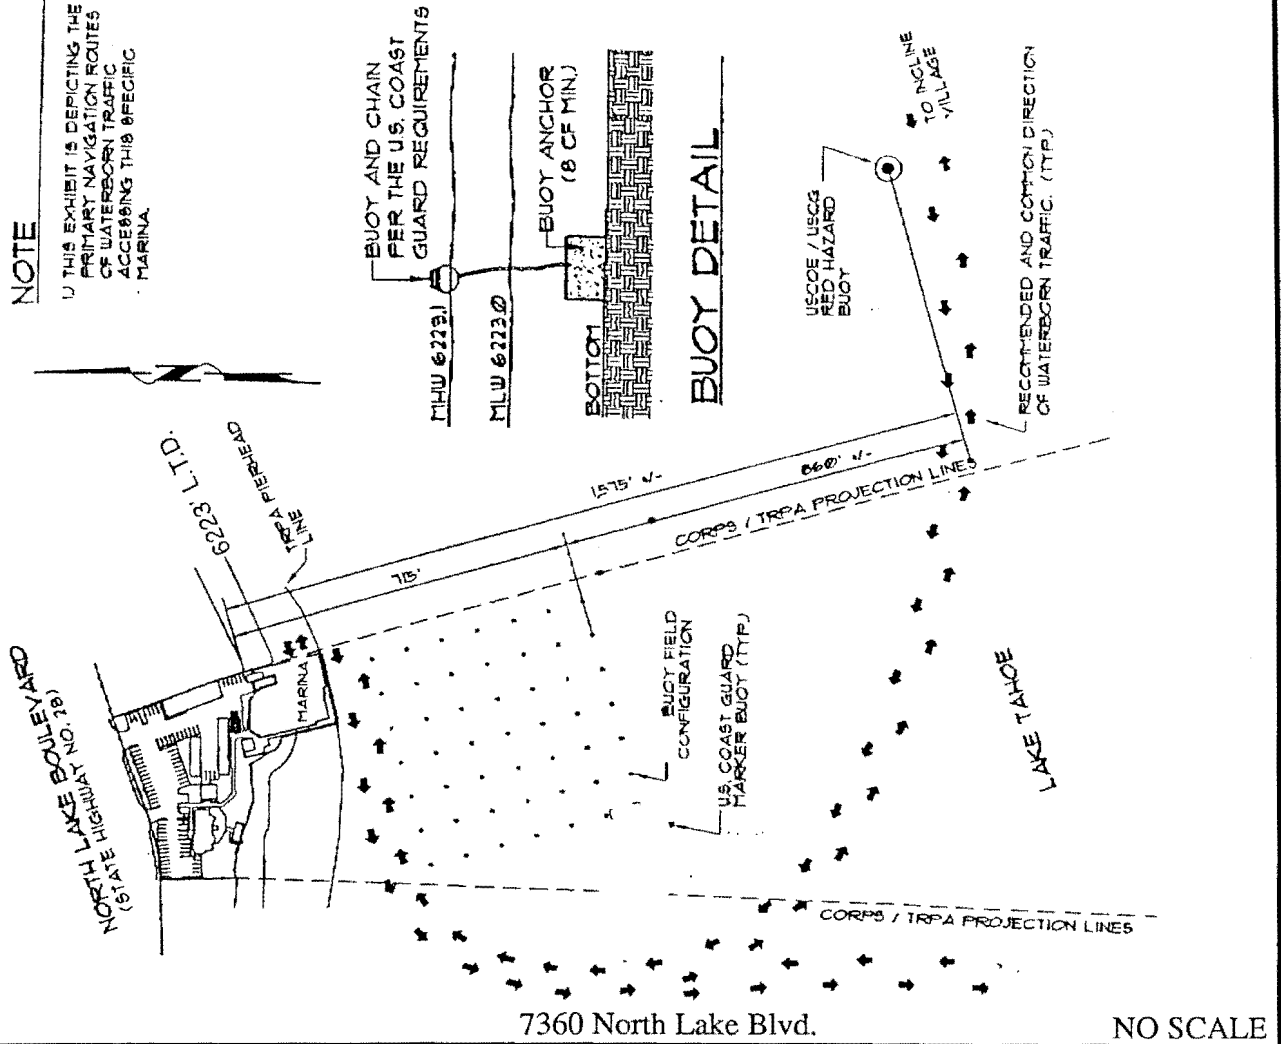 NOTE
1) THIS EXHIBIT IS DEPICTING THE
PRIMARY NAVIGATION ROUTES
OF WATERBORN TRAFFIC
ACCESSING THIS SPECIFIC
MARINA.
BUOY AND CHAIN
PER THE U.S. COAST
GUARD REQUIREMENTS
MHW 6229.1
MLW 6223.0
BUOY ANCHOR
(8 CF MIN.)
BOTTOM
BUOY DETAIL
TO INCLINE
VILLAGE
USCOE / USCG
RED HAZARD
BUOY
RECOMMENDED AND COMMON DIRECTION
OF WATERBORN TRAFFIC. (TYP.)
6223' L.T.D.
TRPA PIERHEAD
LINE
1575' +/-
860' +/-
715'
CORPS / TRPA PROJECTION LINES
NORTH LAKE BOULEVARD
(STATE HIGHWAY NO. 28)
MARINA
BUOY FIELD
CONFIGURATION
U.S. COAST GUARD
MARKER BUOY (TYP.)
LAKE TAHOE
CORPS / TRPA PROJECTION LINES
7360 North Lake Blvd.
NO SCALE